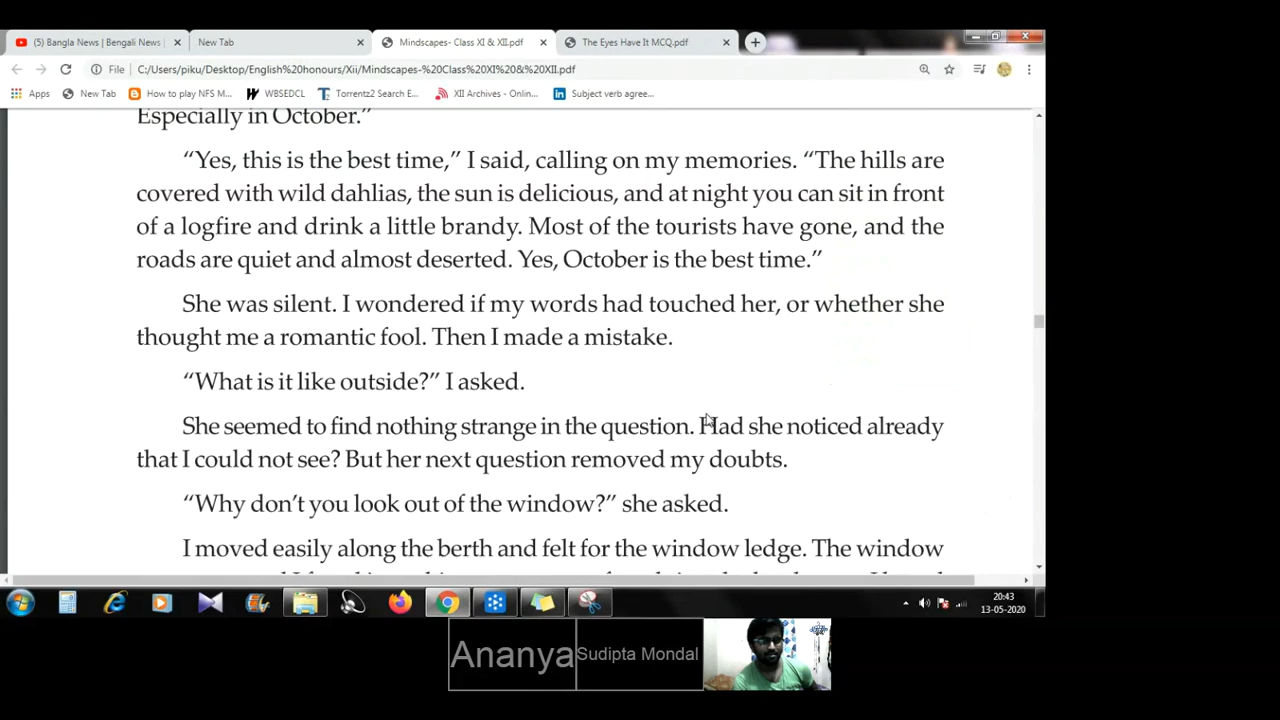 (5) Bangla News | Bengali News
New Tab
Mindscapes- Class XI & XII.pdf
The Eyes Have It MCQ.pdf
File
C:/Users/piku/Desktop/English%20honours/Xii/Mindscapes-%20Class%20XI%20&%20XII.pdf
Apps
New Tab
How to play NFS M...
WBSEDCL
Torrentz2 Search E...
XII Archives - Onlin...
Subject verb agree...
Especially in October.”
“Yes, this is the best time,” I said, calling on my memories. “The hills are
covered with wild dahlias, the sun is delicious, and at night you can sit in front
of a logfire and drink a little brandy. Most of the tourists have gone, and the
roads are quiet and almost deserted. Yes, October is the best time.”
She was silent. I wondered if my words had touched her, or whether she
thought me a romantic fool. Then I made a mistake.
“What is it like outside?” I asked.
She seemed to find nothing strange in the question. Had she noticed already
that I could not see? But her next question removed my doubts.
“Why don’t you look out of the window?” she asked.
I moved easily along the berth and felt for the window ledge. The window
20:43
13-05-2020
Ananya
Sudipta Mondal